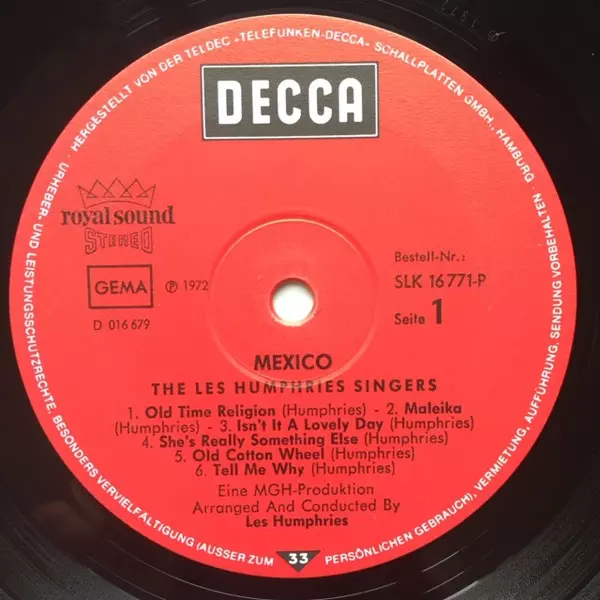 URHEBER- UND LEISTUNGSSCHUTZRECHTE, BESONDERS VERVIELFÄLTIGUNG (AUSSER ZUM PERSÖNLICHEN GEBRAUCH), VERMIETUNG, AUFFÜHRUNG, SENDUNG VORBEHALTEN ·
HERGESTELLT VON DER TELDEC »TELEFUNKEN-DECCA« SCHALLPLATTEN GMBH., HAMBURG ·
DECCA
royal sound
STEREO
GEMA
℗ 1972
D 016 679
Bestell-Nr.:
SLK 16 771-P
Seite 1
MEXICO
THE LES HUMPHRIES SINGERS
1. Old Time Religion (Humphries) - 2. Maleika
(Humphries) - 3. Isn't It A Lovely Day (Humphries)
4. She's Really Something Else (Humphries)
5. Old Cotton Wheel (Humphries)
6. Tell Me Why (Humphries)
Eine MGH-Produktion
Arranged And Conducted By
Les Humphries
33